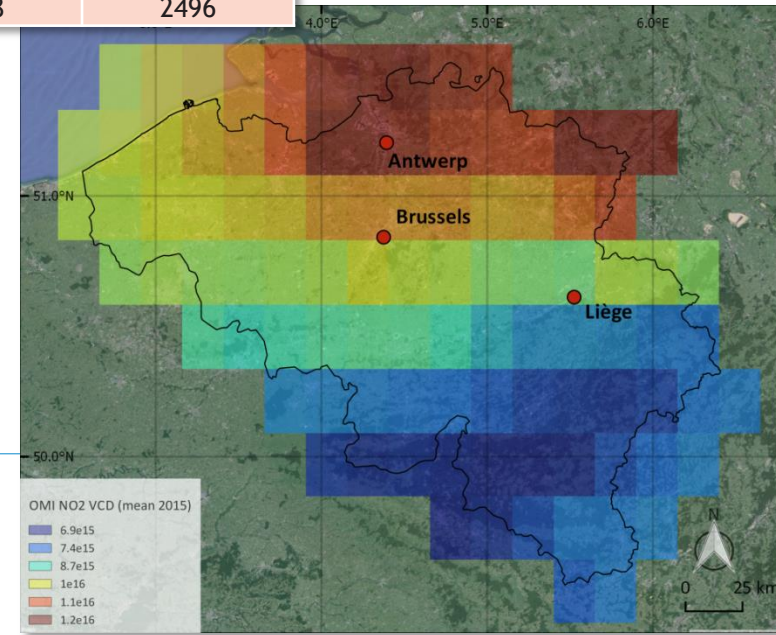 2496
4.0°E 5.0°E 6.0°E
Antwerp
51.0°N
Brussels
Liège
50.0°N
OMI NO2 VCD (mean 2015)
6.9e15
7.4e15
8.7e15
1e16
1.1e16
1.2e16
N
0 25 km